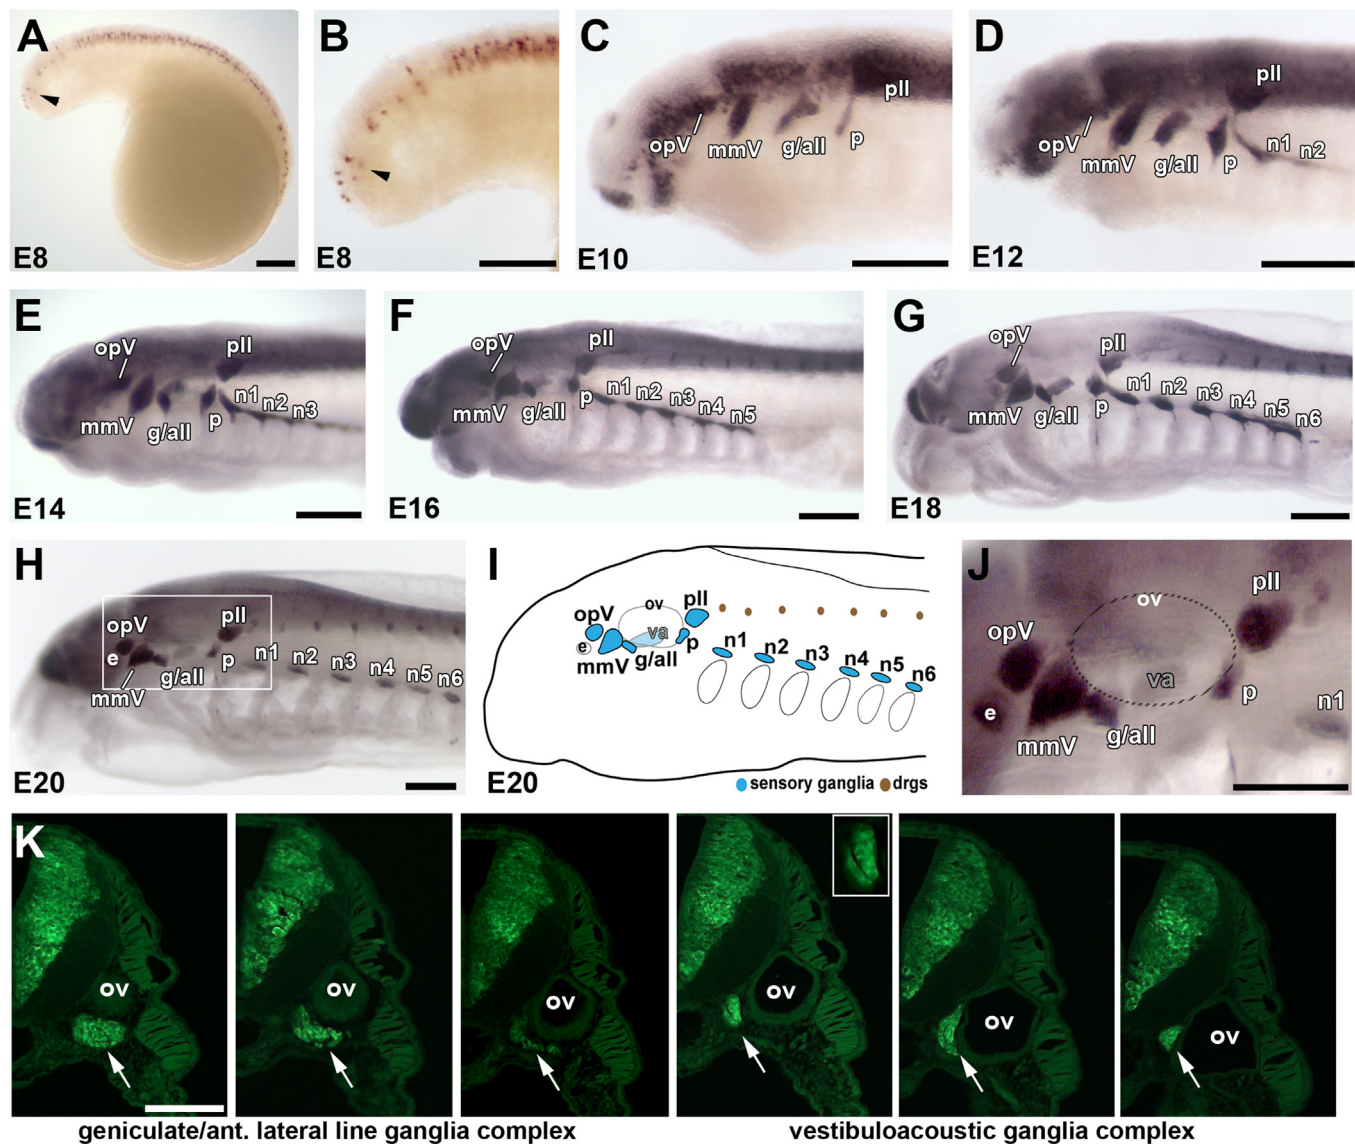 A
E8
B
E8
C
opV
mmV
g/all
p
pll
E10
D
opV
mmV
g/all
p
pll
n1
n2
E12
E
opV
pll
mmV
g/all
p
n1
n2
n3
E14
F
opV
pll
mmV
g/all
p
n1
n2
n3
n4
n5
E16
G
opV
pll
mmV
g/all
p
n1
n2
n3
n4
n5
n6
E18
H
opV
pll
e
mmV
g/all
p
n1
n2
n3
n4
n5
n6
E20
I
opV
ov
pll
e
va
mmV
g/all
p
n1
n2
n3
n4
n5
n6
E20
sensory ganglia drgs
J
pll
ov
opV
va
e
p
mmV
g/all
n1
K
ov
ov
ov
ov
ov
ov
geniculate/ant. lateral line ganglia complex
vestibuloacoustic ganglia complex